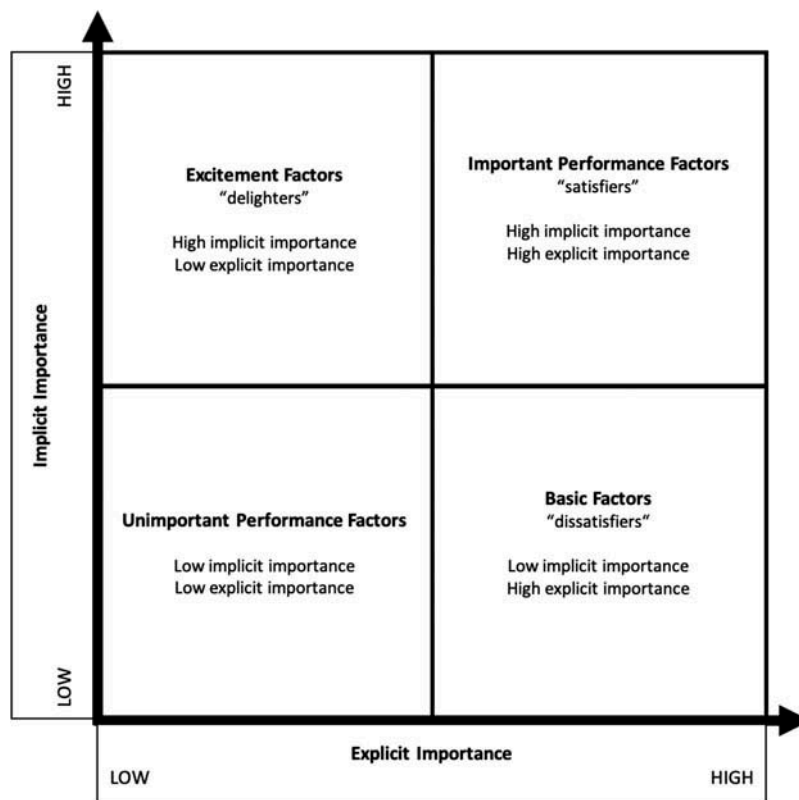 HIGH
Excitement Factors
“delighters”
High implicit importance
Low explicit importance
Important Performance Factors
“satisfiers”
High implicit importance
High explicit importance
Implicit Importance
Unimportant Performance Factors
Low implicit importance
Low explicit importance
Basic Factors
“dissatisfiers“
Low implicit importance
High explicit importance
LOW
Explicit Importance
LOW
HIGH